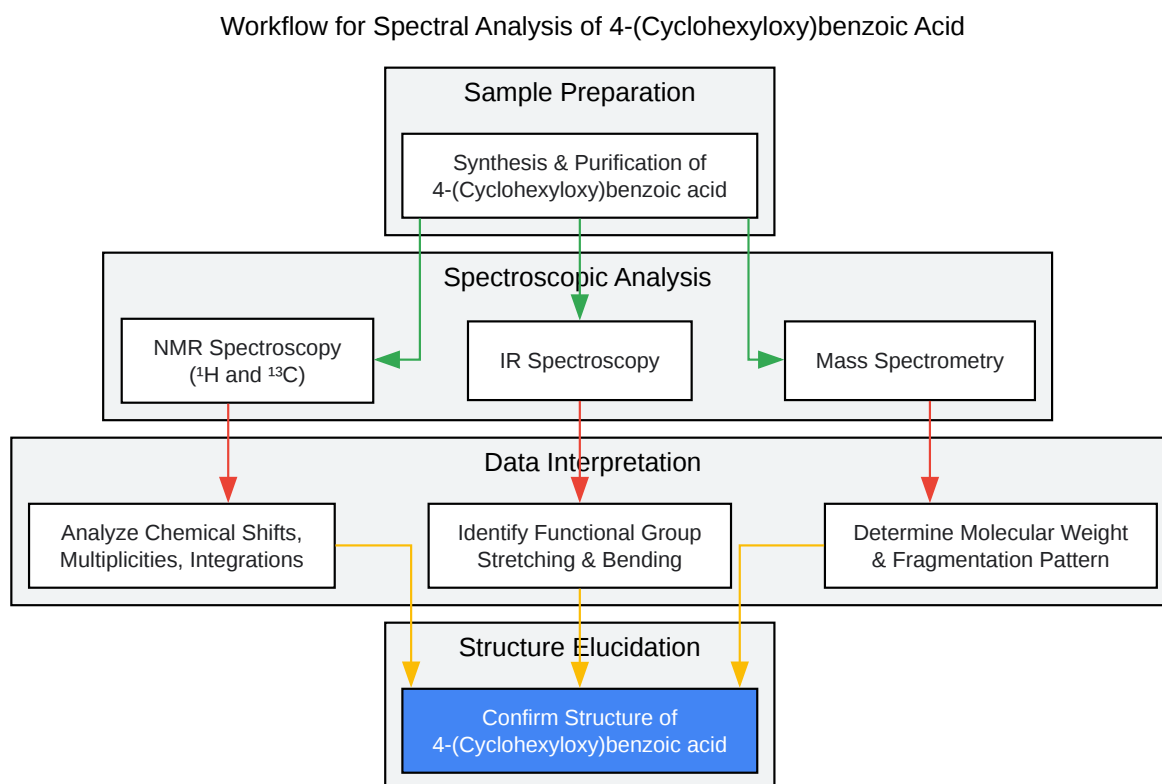 Workflow for Spectral Analysis of 4-(Cyclohexyloxy)benzoic Acid
Sample Preparation
Synthesis & Purification of
4-(Cyclohexyloxy)benzoic acid
Spectroscopic Analysis
NMR Spectroscopy
(¹H and ¹³C)
IR Spectroscopy
Mass Spectrometry
Data Interpretation
Analyze Chemical Shifts,
Multiplicities, Integrations
Identify Functional Group
Stretching & Bending
Determine Molecular Weight
& Fragmentation Pattern
Structure Elucidation
Confirm Structure of
4-(Cyclohexyloxy)benzoic acid